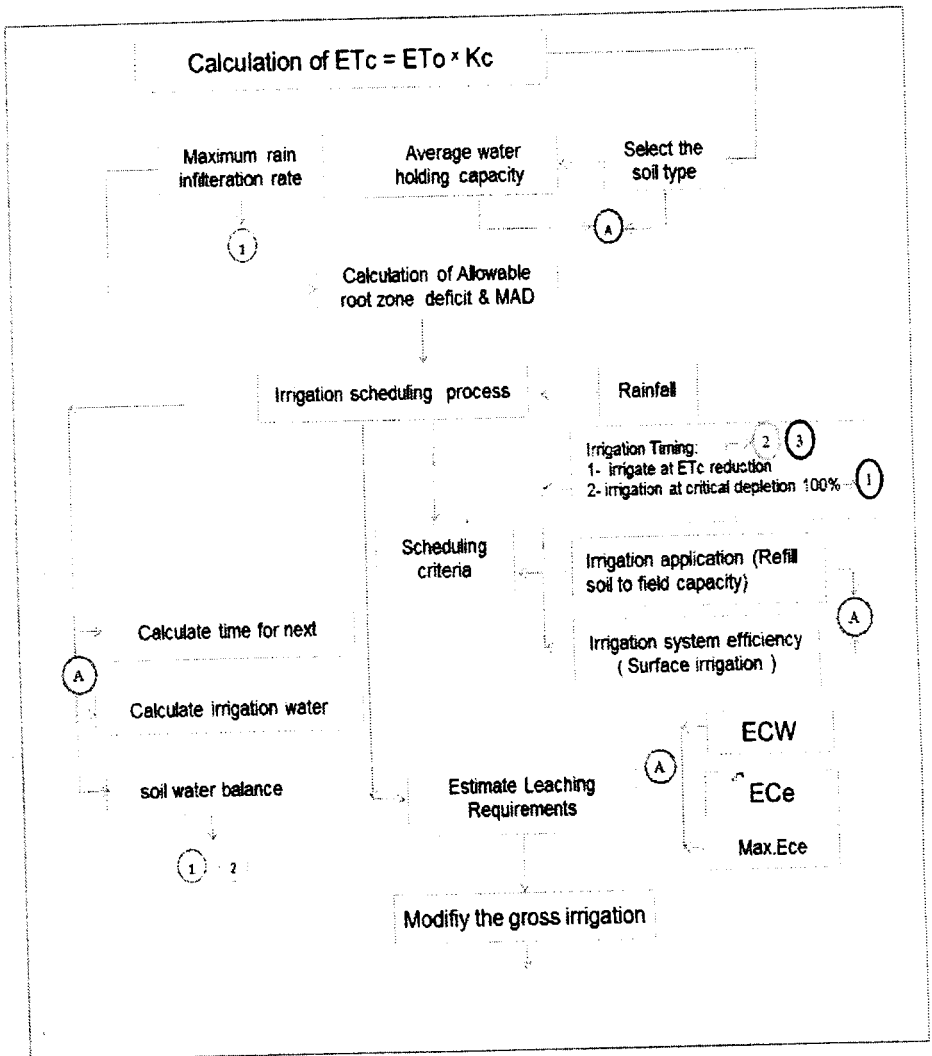 Calculation of ETc = ETo × Kc
Maximum rain
infilteration rate
Average water
holding capacity
Select the
soil type
1
A
Calculation of Allowable
root zone deficit & MAD
Irrigation scheduling process
Rainfall
Irrigation Timing:
2
3
1- irrigate at ETc reduction
2- irrigation at critical depletion 100%
1
Scheduling
criteria
Irrigation application (Refill
soil to field capacity)
A
Irrigation system efficiency
( Surface irrigation )
Calculate time for next
A
Calculate irrigation water
soil water balance
1
2
Estimate Leaching
Requirements
A
ECW
ECe
Max.Ece
Modifiy the gross irrigation